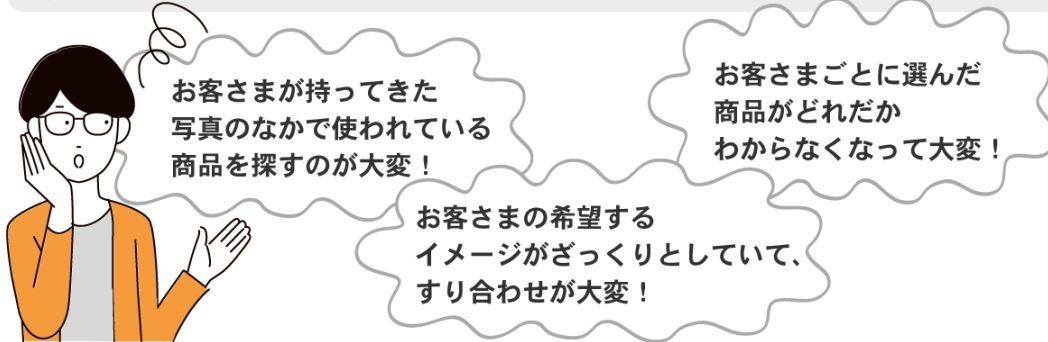 お客さまが持ってきた
写真のなかで使われている
商品を探すのが大変！
お客さまの希望する
イメージがざっくりとしていて、
すり合わせが大変！
お客さまごとに選んだ
商品がどれだか
わからなくなって大変！